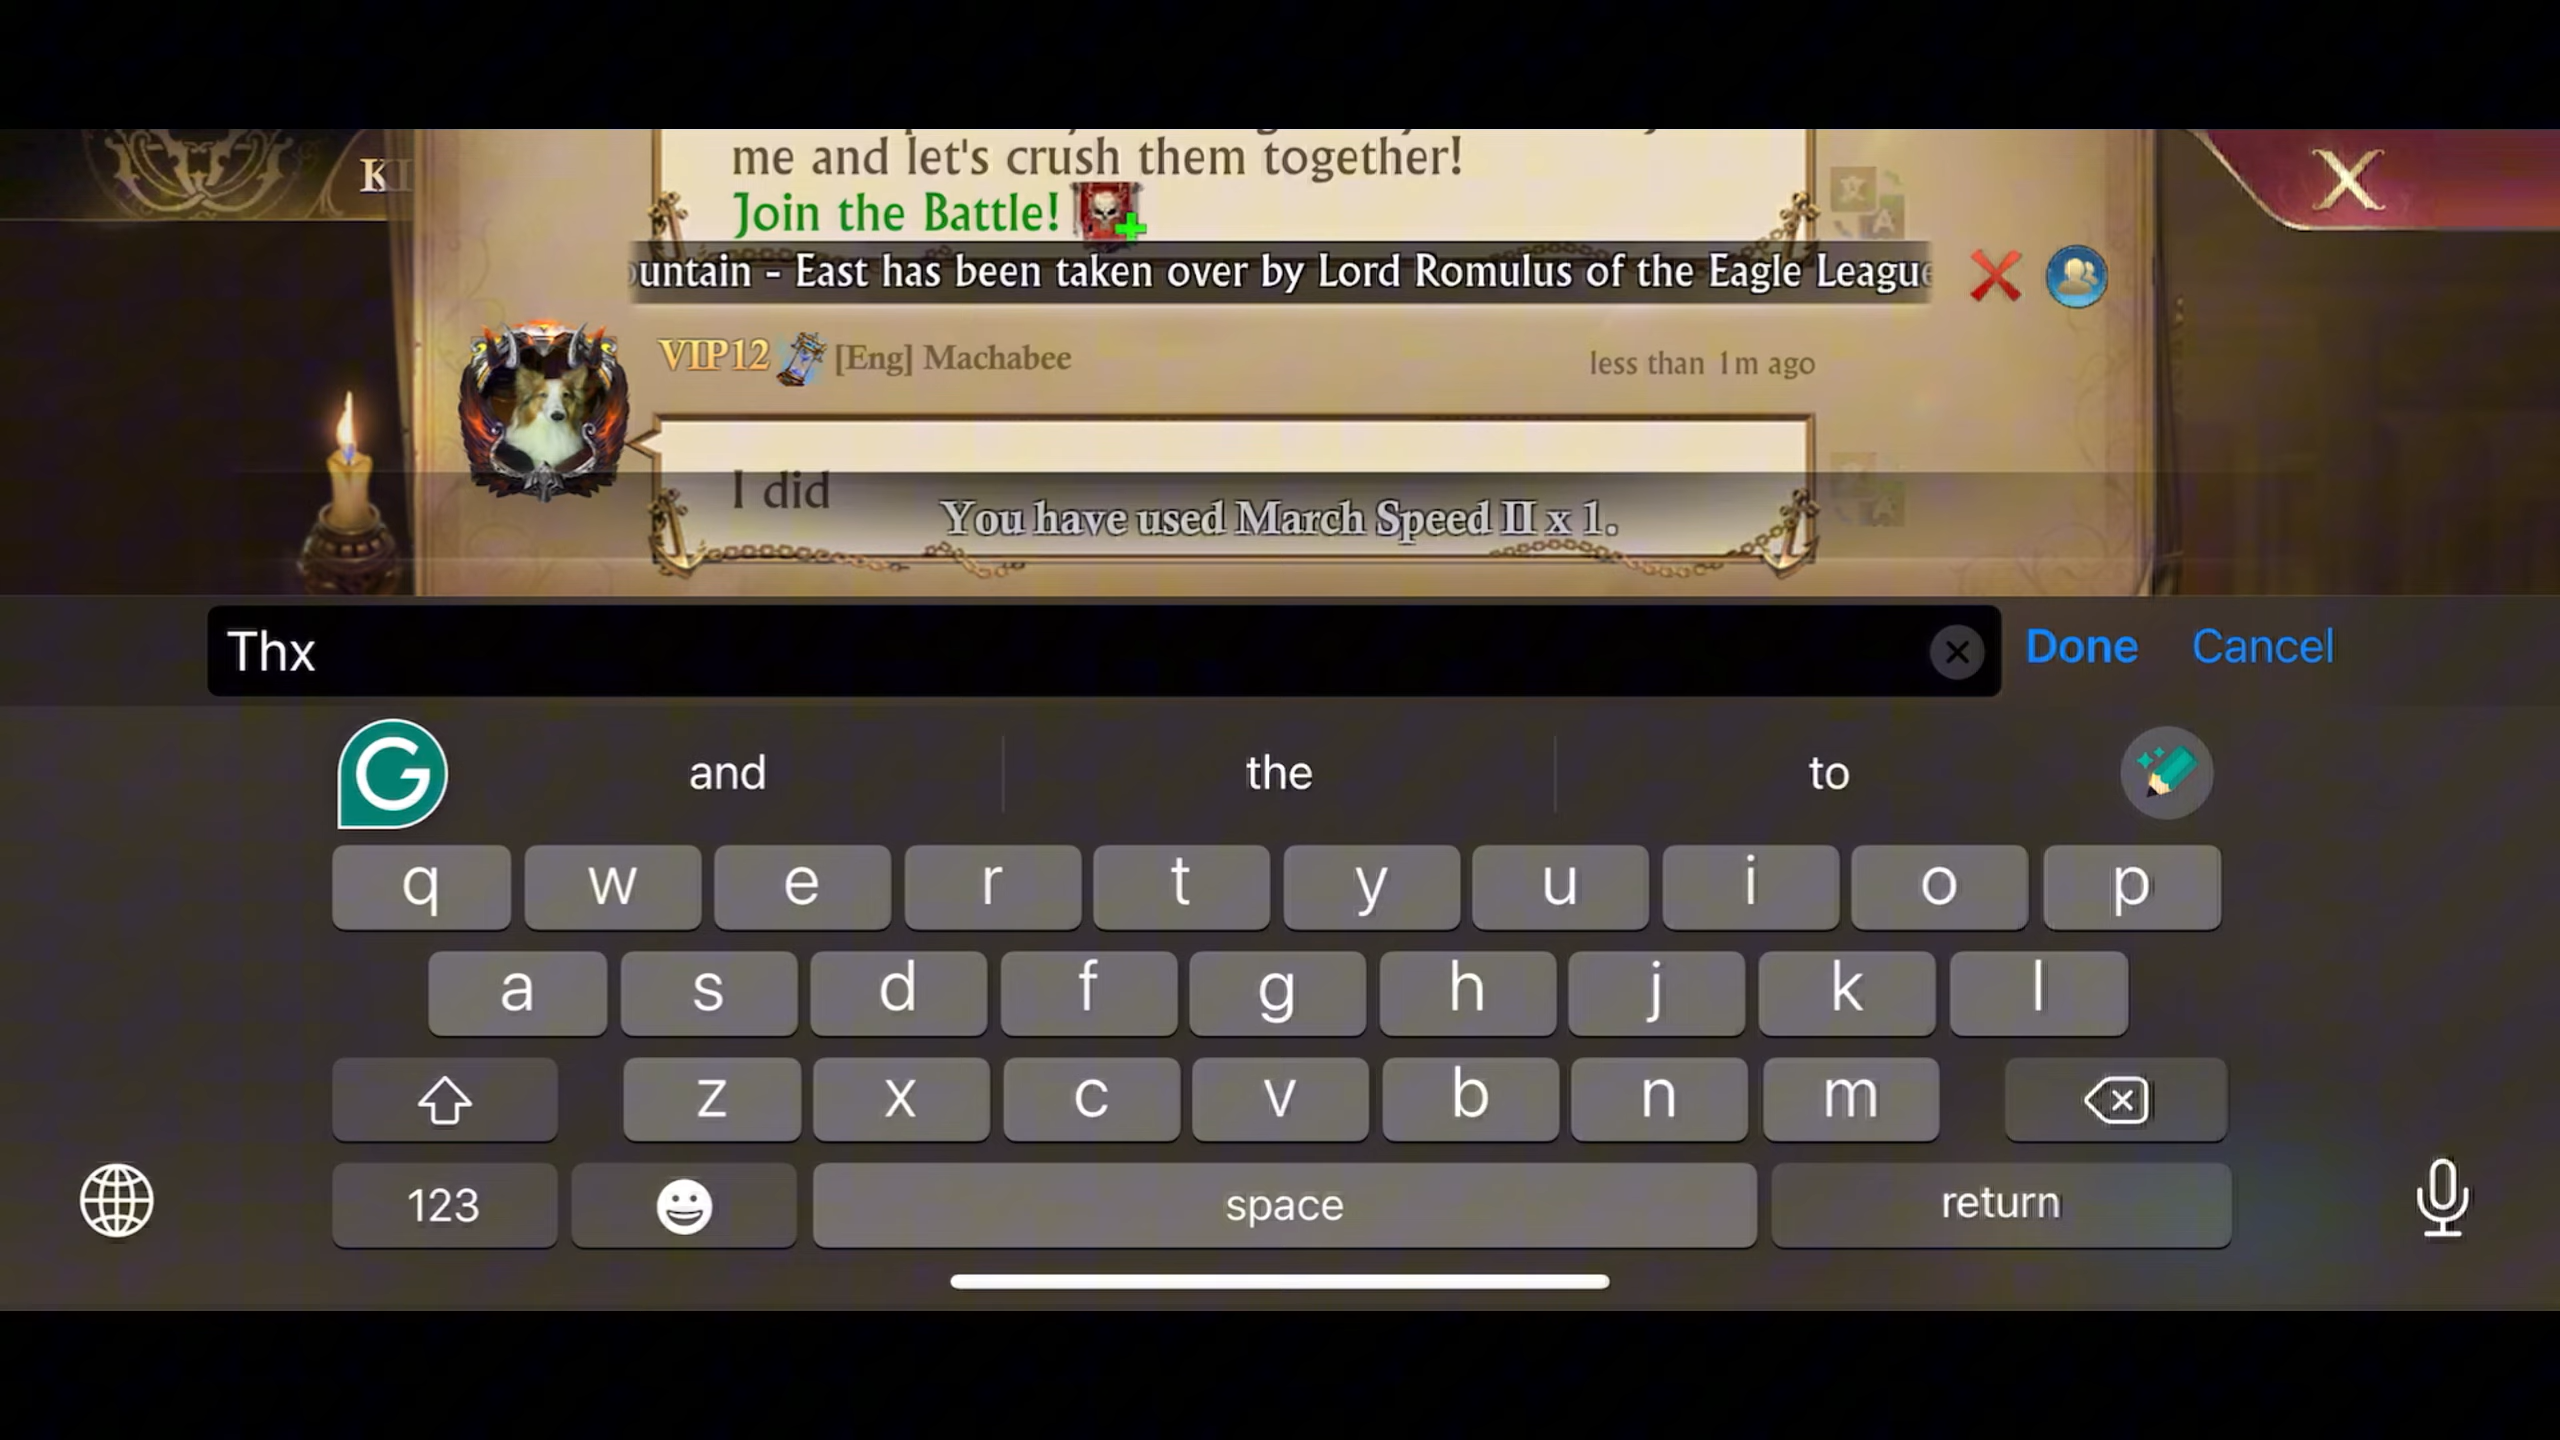 me and let's crush them together!
Join the Battle!
- East has been taken over by Lord Romulus of the Eagle League
VIP12 [Eng] Machabee
less than 1m ago
I did
You have used March Speed II x 1.
Thx
Done Cancel
and the to
q w e r t y u i o p
a s d f g h j k l
z x c v b n m
123 space return